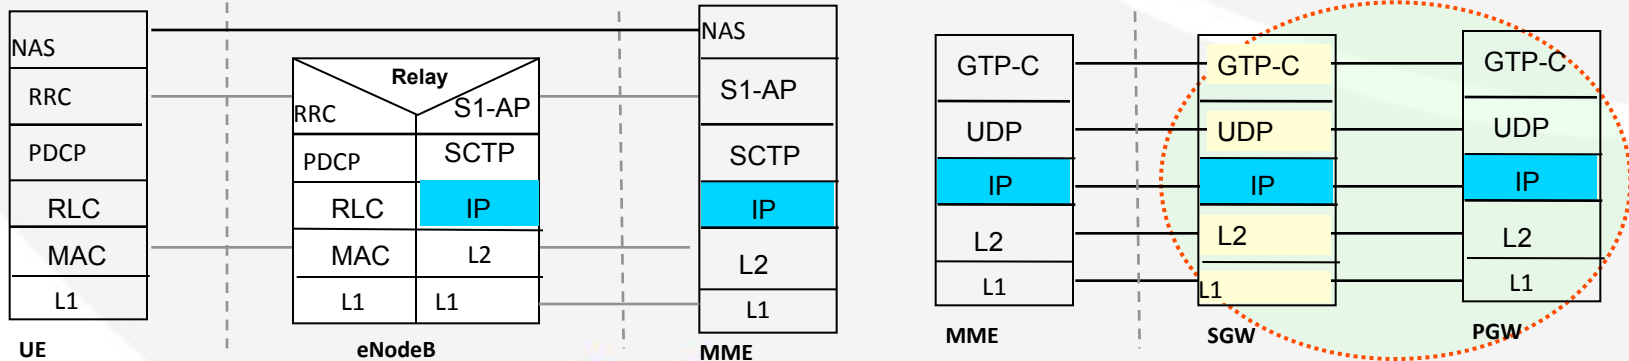 NAS
RRC
PDCP
RLC
MAC
L1
UE
Relay
RRC
S1-AP
PDCP
SCTP
RLC
IP
MAC
L2
L1
L1
eNodeB
NAS
S1-AP
SCTP
IP
L2
L1
MME
GTP-C
UDP
IP
L2
L1
MME
GTP-C
UDP
IP
L2
L1
SGW
GTP-C
UDP
IP
L2
L1
PGW